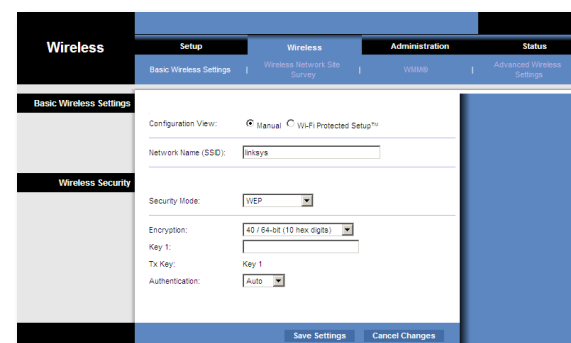 Wireless
Setup
Wireless
Administration
Status
Basic Wireless Settings
|
Wireless Network Site Survey
|
WMM®
|
Advanced Wireless Settings
Basic Wireless Settings
Configuration View: Manual Wi-Fi Protected Setup™
Network Name (SSID): linksys
Wireless Security
Security Mode: WEP
Encryption: 40 / 64-bit (10 hex digits)
Key 1:
Tx Key: Key 1
Authentication: Auto
Save Settings Cancel Changes